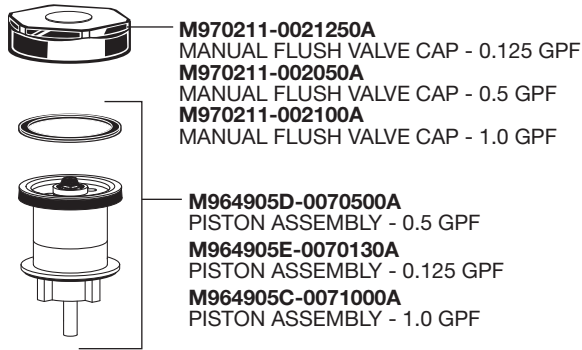 M970211-0021250A
MANUAL FLUSH VALVE CAP - 0.125 GPF
M970211-002050A
MANUAL FLUSH VALVE CAP - 0.5 GPF
M970211-002100A
MANUAL FLUSH VALVE CAP - 1.0 GPF
M964905D-0070500A
PISTON ASSEMBLY - 0.5 GPF
M964905E-0070130A
PISTON ASSEMBLY - 0.125 GPF
M964905C-0071000A
PISTON ASSEMBLY - 1.0 GPF